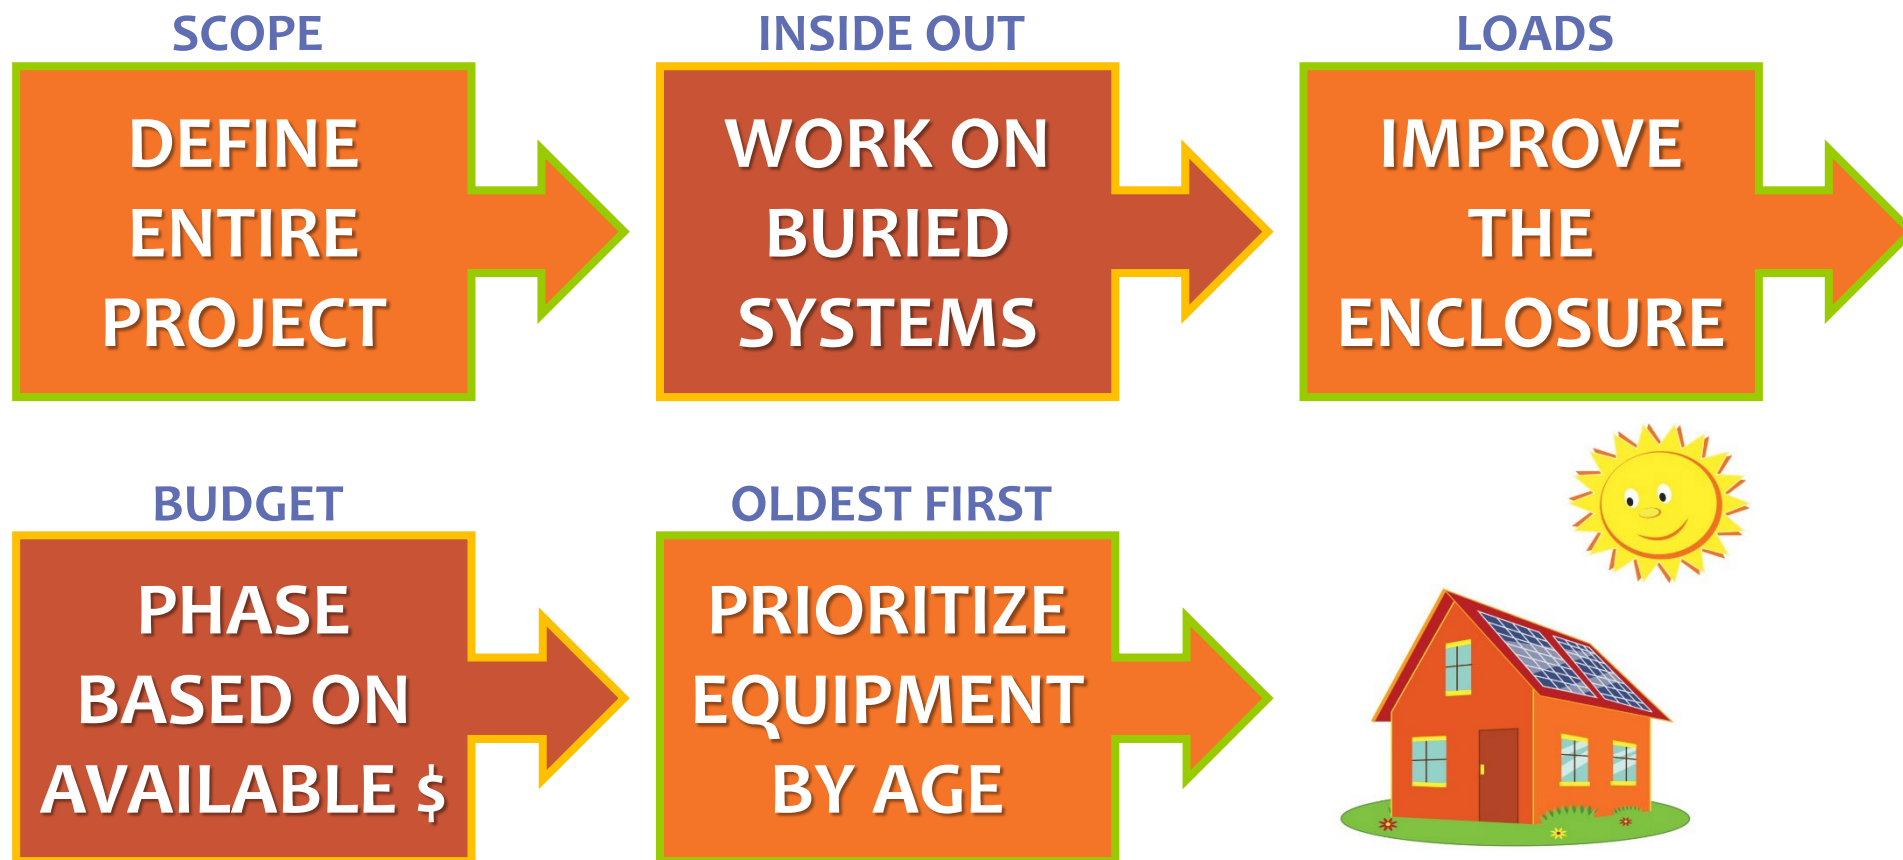 SCOPE
DEFINE
ENTIRE
PROJECT
INSIDE OUT
WORK ON
BURIED
SYSTEMS
LOADS
IMPROVE
THE
ENCLOSURE
BUDGET
PHASE
BASED ON
AVAILABLE $
OLDEST FIRST
PRIORITIZE
EQUIPMENT
BY AGE